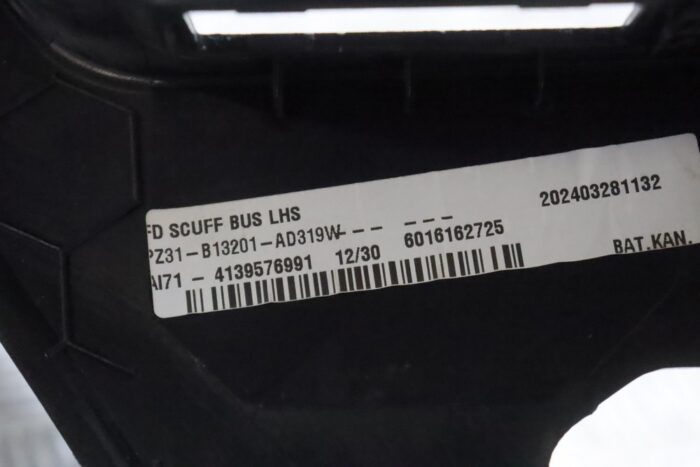 FD SCUFF BUS LHS 202403281132
PZ31-B13201-AD319W-- -- - - -
AI71 - 4139576991 12/30 6016162725 BAT.KAN.